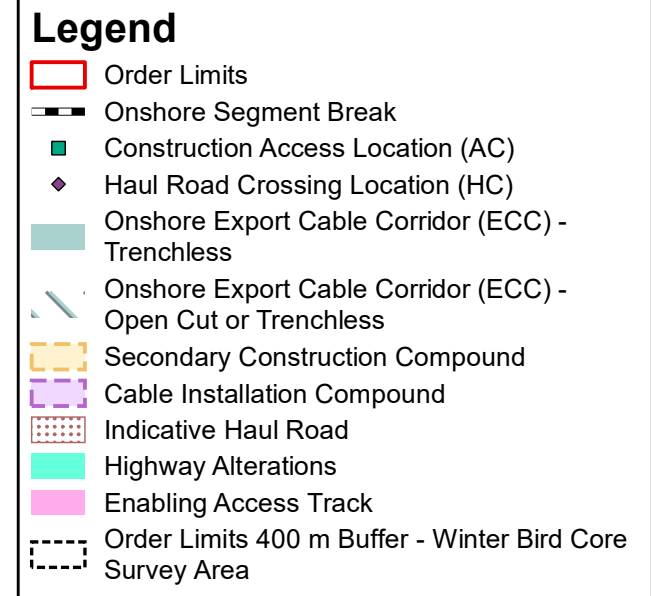 Legend
Order Limits
Onshore Segment Break
Construction Access Location (AC)
Haul Road Crossing Location (HC)
Onshore Export Cable Corridor (ECC) -
Trenchless
Onshore Export Cable Corridor (ECC) -
Open Cut or Trenchless
Secondary Construction Compound
Cable Installation Compound
Indicative Haul Road
Highway Alterations
Enabling Access Track
Order Limits 400 m Buffer - Winter Bird Core
Survey Area